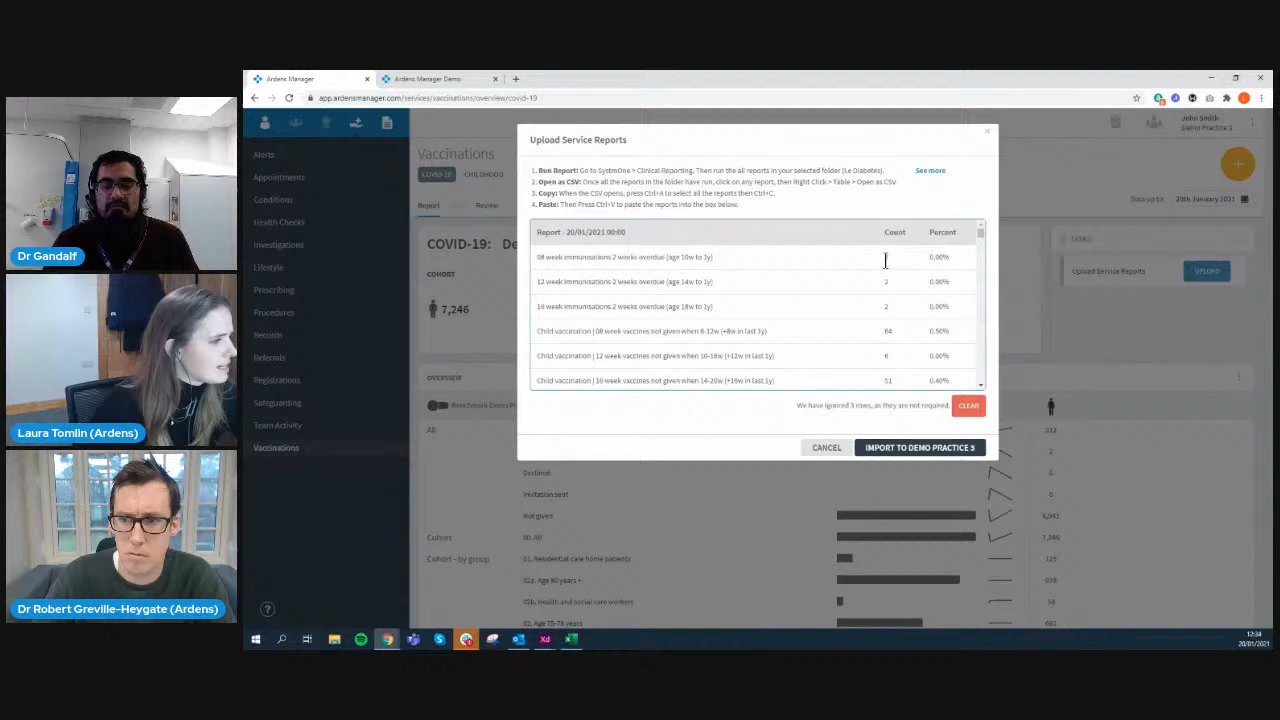 Dr Gandalf
Laura Tomlin (Ardens)
Dr Robert Greville-Heygate (Ardens)
Ardens Manager
Ardens Manager Demo
app.ardensmanager.com/services/vaccinations/overview/covid-19
John Smith
Demo Practice 3
Alerts
Appointments
Conditions
Health Checks
Investigations
Lifestyle
Prescribing
Procedures
Records
Referrals
Registrations
Safeguarding
Team Activity
Vaccinations
?
Vaccinations
COVID-19
CHILDHOOD
Report
Review
Data up to: 20th January 2021
COVID-19: De
COHORT
7,246
TASKS
Upload Service Reports
UPLOAD
Upload Service Reports
1. Run Report: Go to SystmOne > Clinical Reporting. Then run the all reports in your selected folder (i.e Diabetes).
See more
2. Open as CSV: Once all the reports in the folder have run, click on any report, then Right Click > Table > Open as CSV.
3. Copy: When the CSV opens, press Ctrl+A to select all the reports then Ctrl+C.
4. Paste: Then Press Ctrl+V to paste the reports into the box below.
Report - 20/01/2021 00:00 Count Percent
08 week immunisations 2 weeks overdue (age 10w to 1y) 0.00%
12 week immunisations 2 weeks overdue (age 14w to 1y) 2 0.00%
16 week immunisations 2 weeks overdue (age 18w to 1y) 2 0.00%
Child vaccination | 08 week vaccines not given when 6-12w (+8w in last 1y) 64 0.50%
Child vaccination | 12 week vaccines not given when 10-16w (+12w in last 1y) 6 0.00%
Child vaccination | 16 week vaccines not given when 14-20w (+16w in last 1y) 51 0.40%
We have ignored 3 rows, as they are not required.
CLEAR
CANCEL
IMPORT TO DEMO PRACTICE 3
OVERVIEW
Benchmark Demo Pr
All
2
Declined 6
Invitation sent 0
Not given 6,941
Cohort 00. All 7,246
Cohort - by group 01. Residential care home patients 125
02a. Age 80 years + 978
02b. Health and social care workers 50
03. Age 75-79 years 681
12:34
20/01/2021